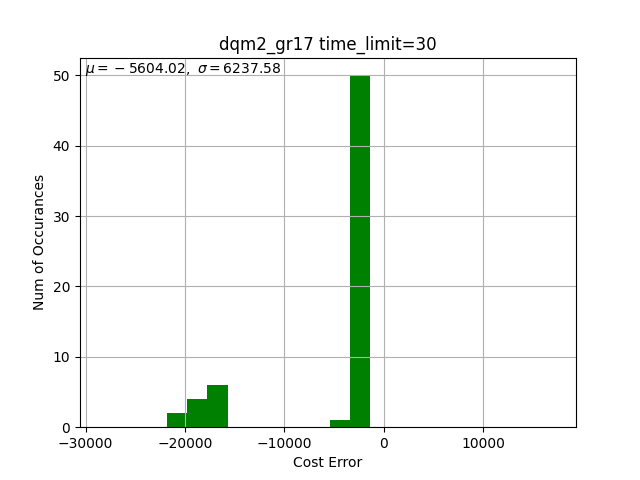 dqm2_gr17 time_limit=30
μ = −5604.02, σ = 6237.58
50
40
30
20
10
0
Num of Occurances
−30000 −20000 −10000 0 10000
Cost Error